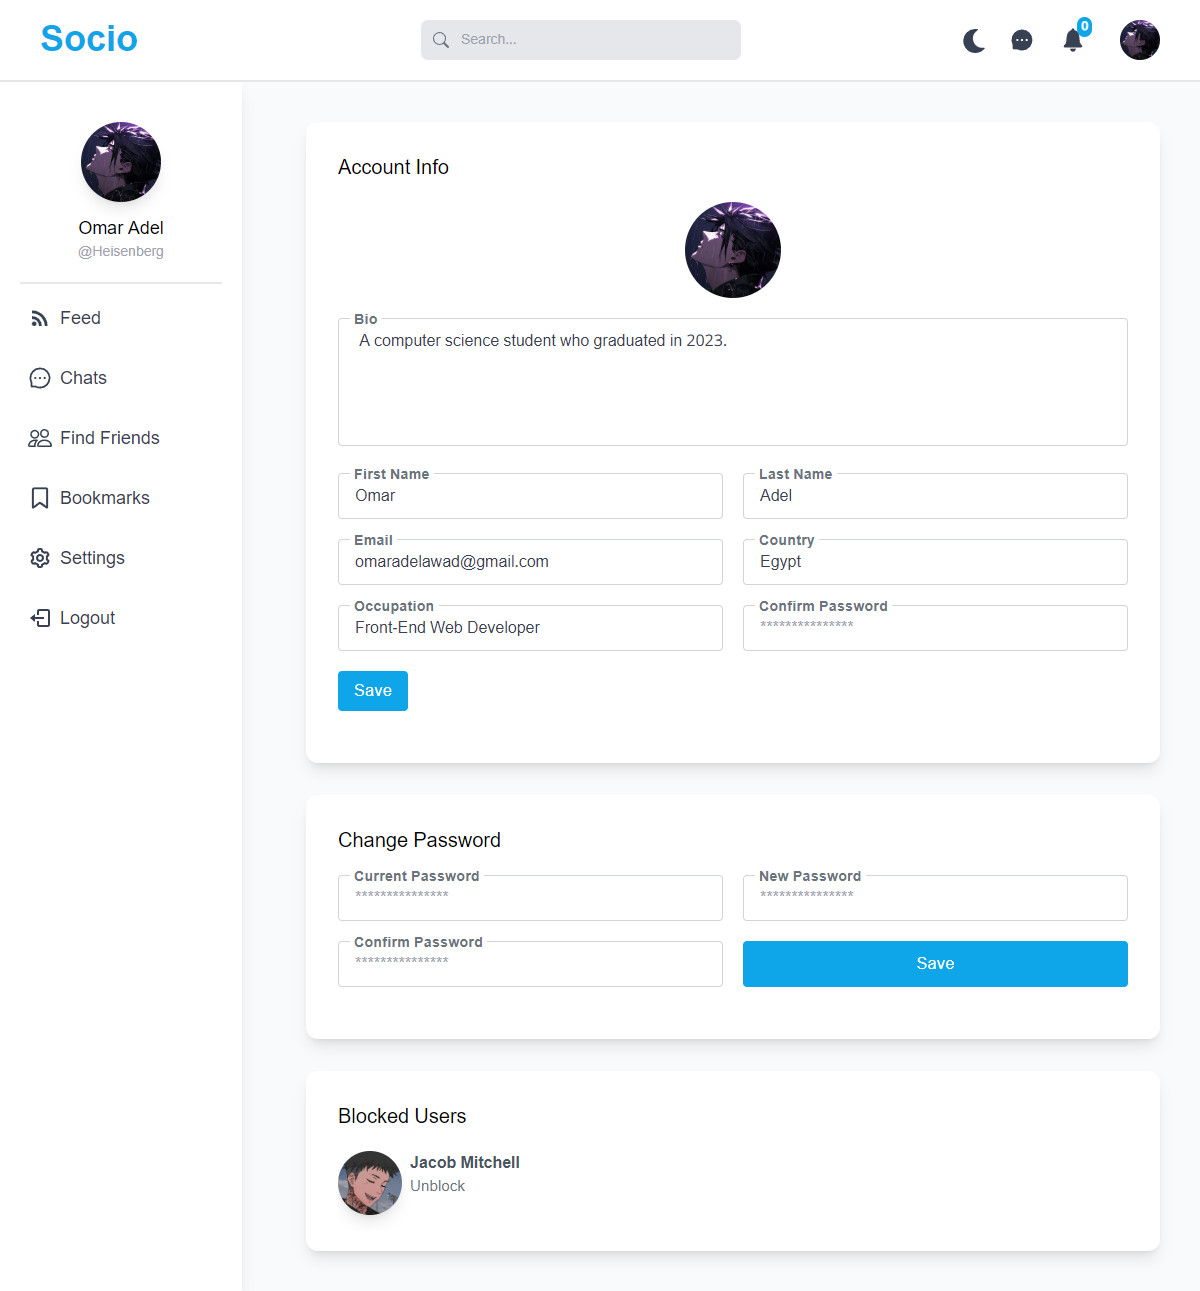 Socio
Search...
0
Omar Adel
@Heisenberg
Feed
Chats
Find Friends
Bookmarks
Settings
Logout
Account Info
Bio
A computer science student who graduated in 2023.
First Name
Omar
Last Name
Adel
Email
omaradelawad@gmail.com
Country
Egypt
Occupation
Front-End Web Developer
Confirm Password
***************
Save
Change Password
Current Password
***************
New Password
***************
Confirm Password
***************
Save
Blocked Users
Jacob Mitchell
Unblock